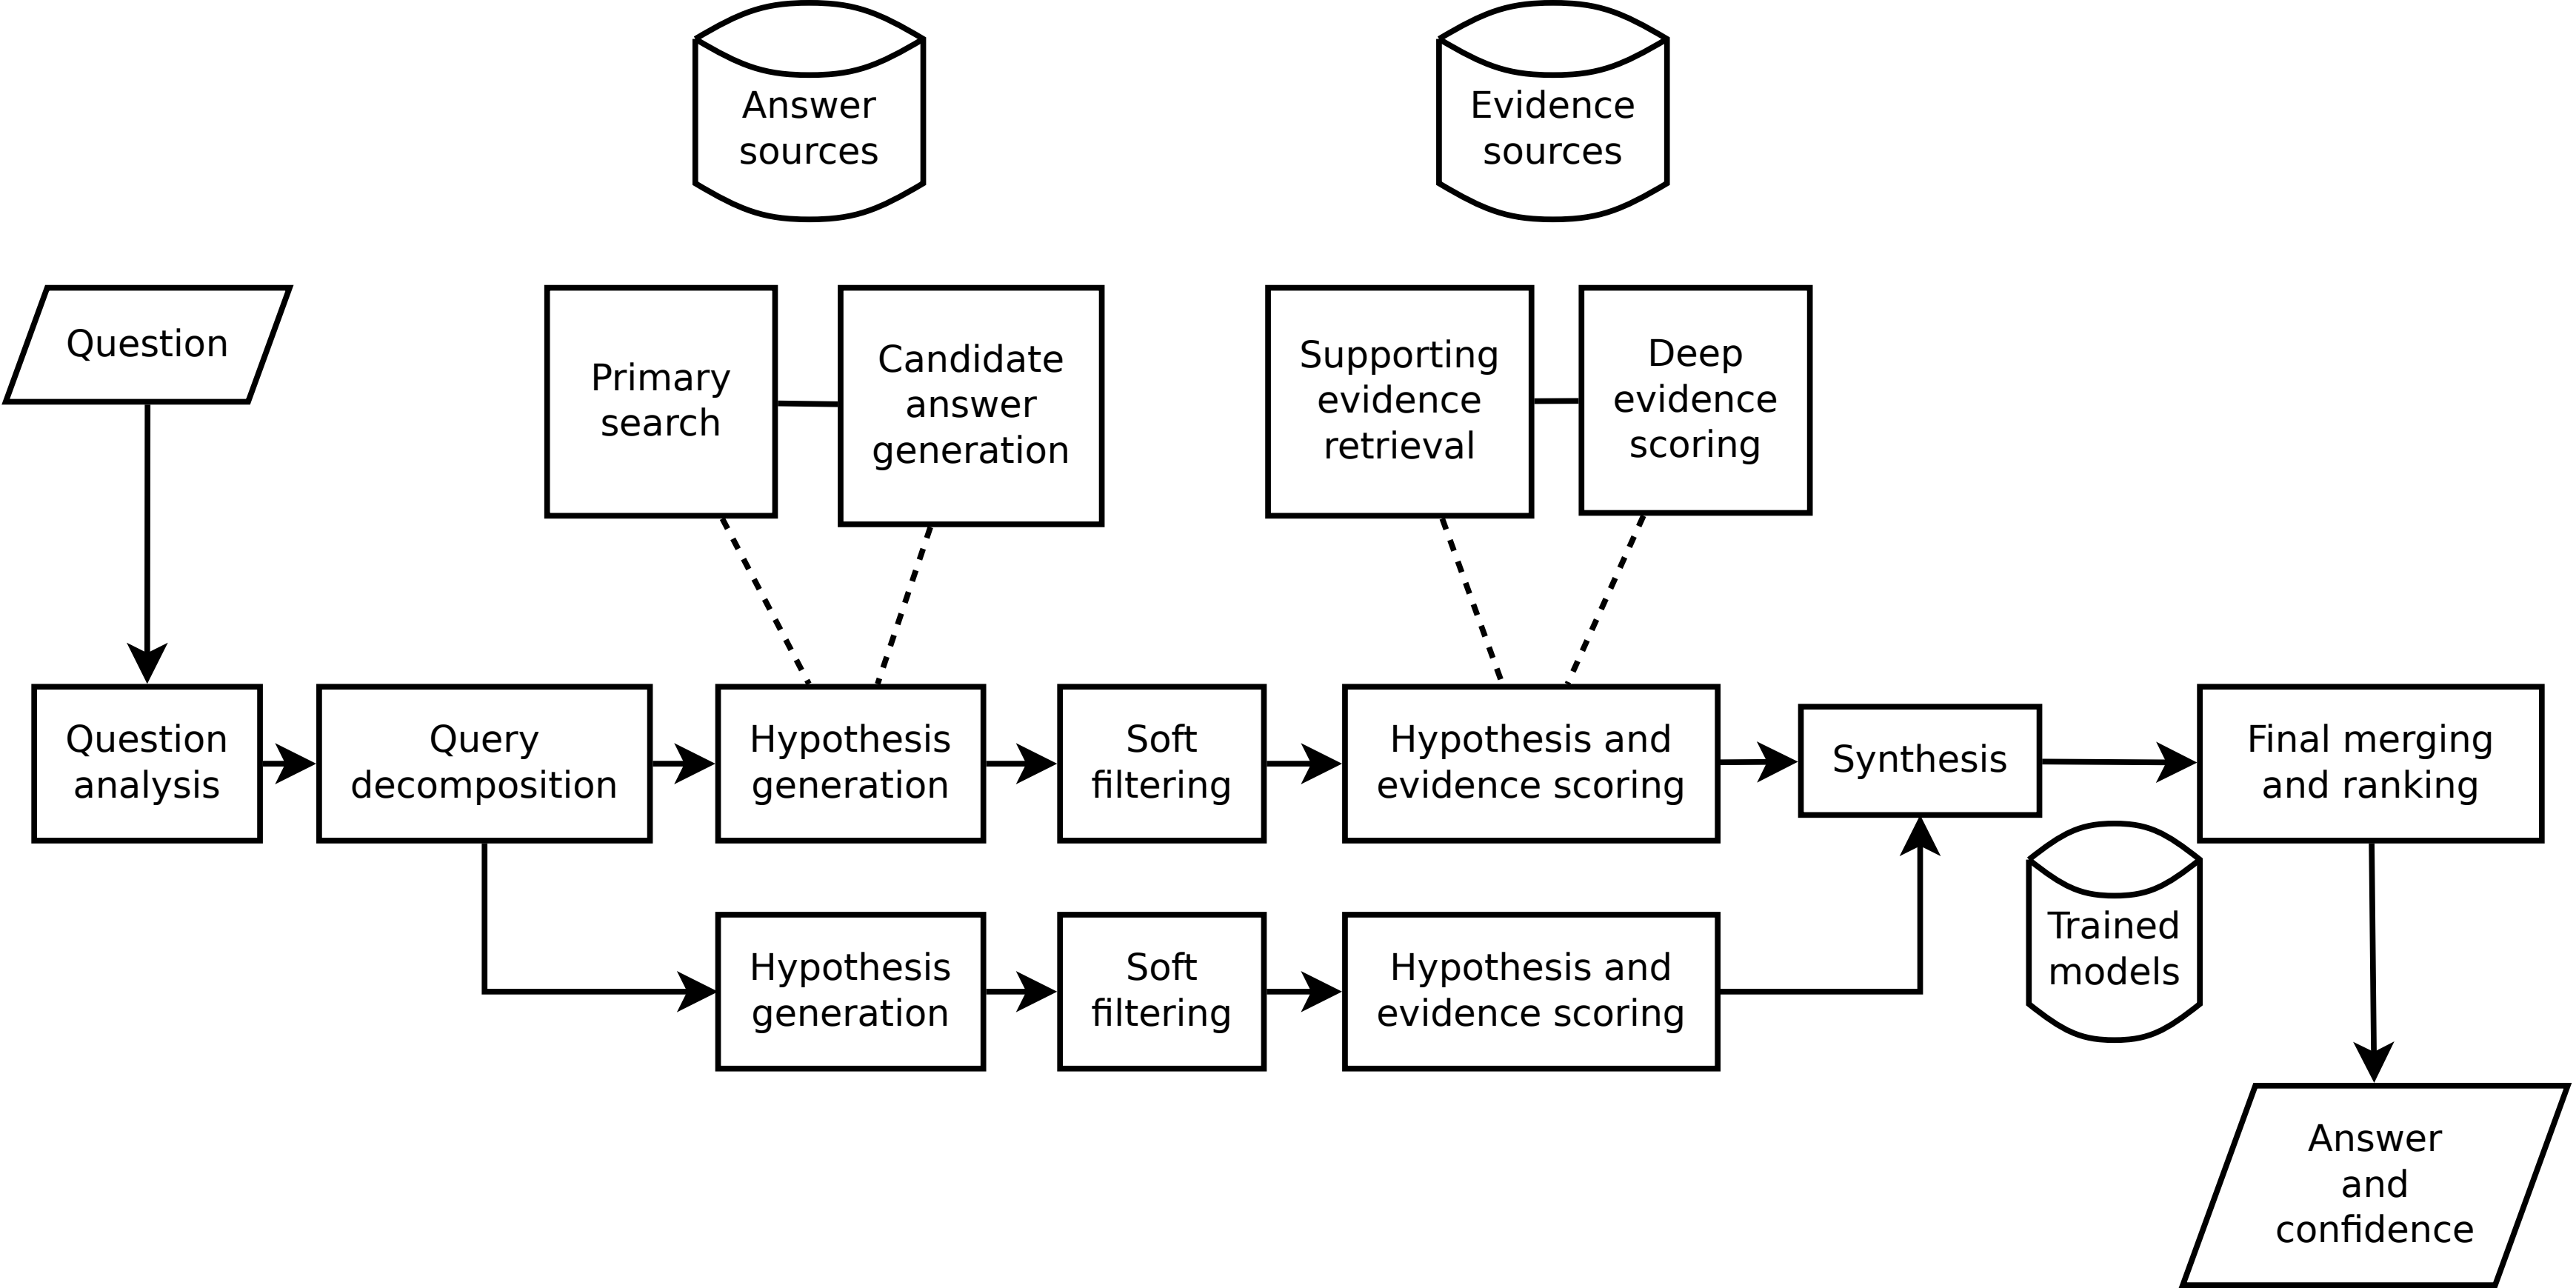 Answer
sources
Evidence
sources
Question
Primary
search
Candidate
answer
generation
Supporting
evidence
retrieval
Deep
evidence
scoring
Question
analysis
Query
decomposition
Hypothesis
generation
Soft
filtering
Hypothesis and
evidence scoring
Synthesis
Final merging
and ranking
Hypothesis
generation
Soft
filtering
Hypothesis and
evidence scoring
Trained
models
Answer
and
confidence